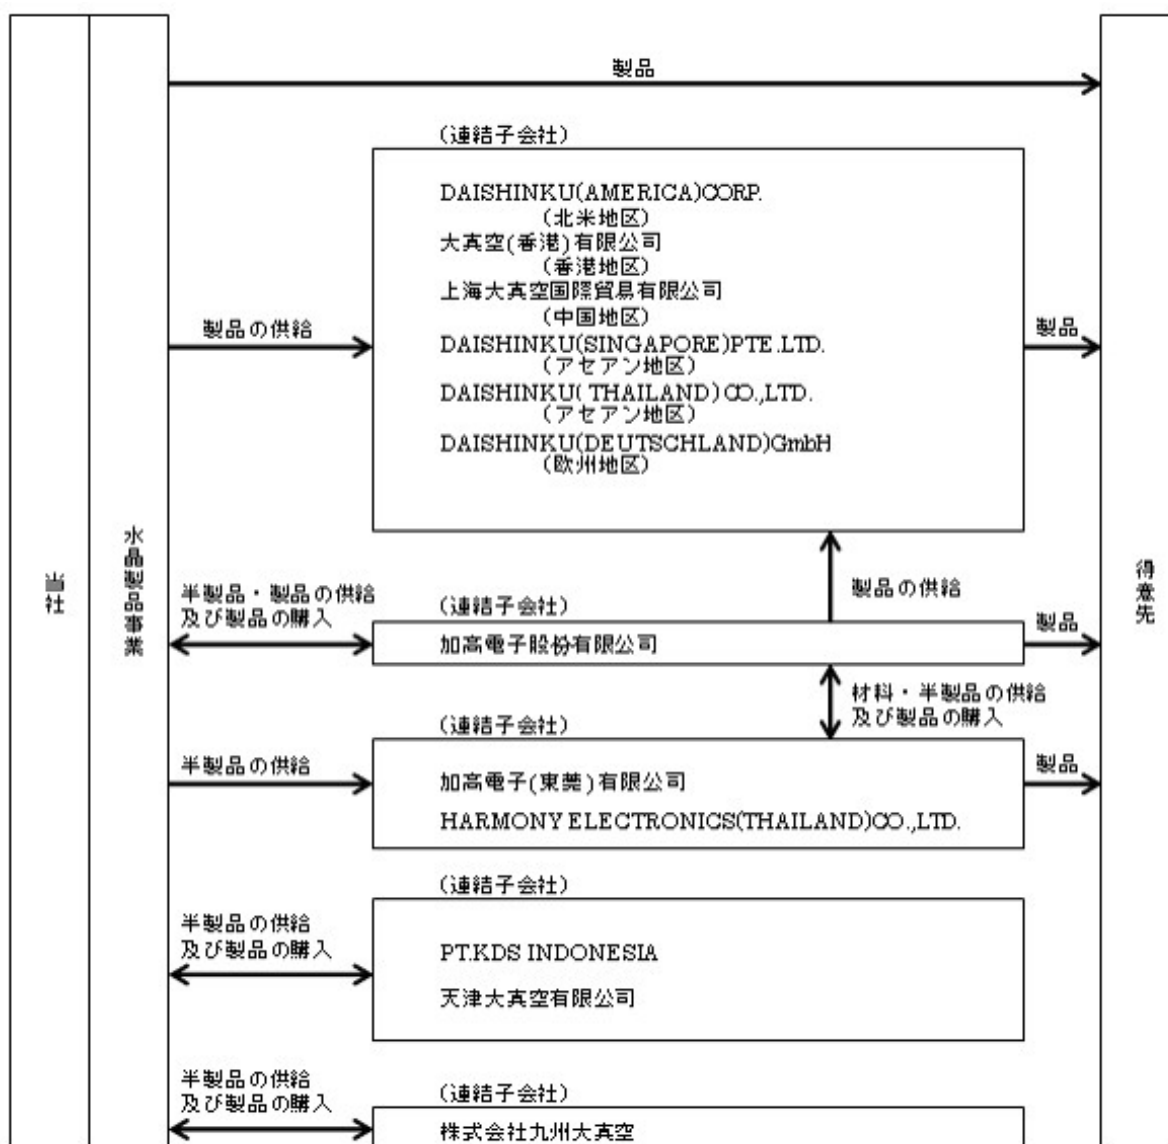 製品
(連結子会社)
DAISHINKU(AMERICA)CORP.
(北米地区)
大真空(香港)有限公司
(香港地区)
上海大真空国際貿易有限公司
(中国地区)
製品の供給
製品
DAISHINKU(SINGAPORE)PTE.LTD.
(アセアン地区)
DAISHINKU(THAILAND)CO.,LTD.
(アセアン地区)
DAISHINKU(DEUTSCHLAND)GmbH
(欧州地区)
当社
水晶製品事業
得意先
半製品・製品の供給
及び製品の購入
(連結子会社)
製品の供給
加高電子股份有限公司
製品
材料・半製品の供給
及び製品の購入
(連結子会社)
半製品の供給
加高電子(東莞)有限公司
製品
HARMONY ELECTRONICS(THAILAND)CO.,LTD.
(連結子会社)
半製品の供給
及び製品の購入
PT.KDS INDONESIA
天津大真空有限公司
半製品の供給
及び製品の購入
(連結子会社)
株式会社九州大真空